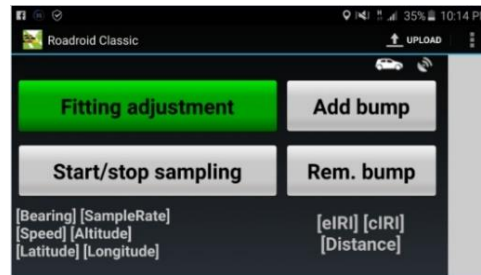 35% 10:14 P
Roadroid Classic
UPLOAD
Fitting adjustment
Add bump
Start/stop sampling
Rem. bump
[Bearing] [SampleRate]
[Speed] [Altitude]
[Latitude] [Longitude]
[eIRI] [cIRI]
[Distance]